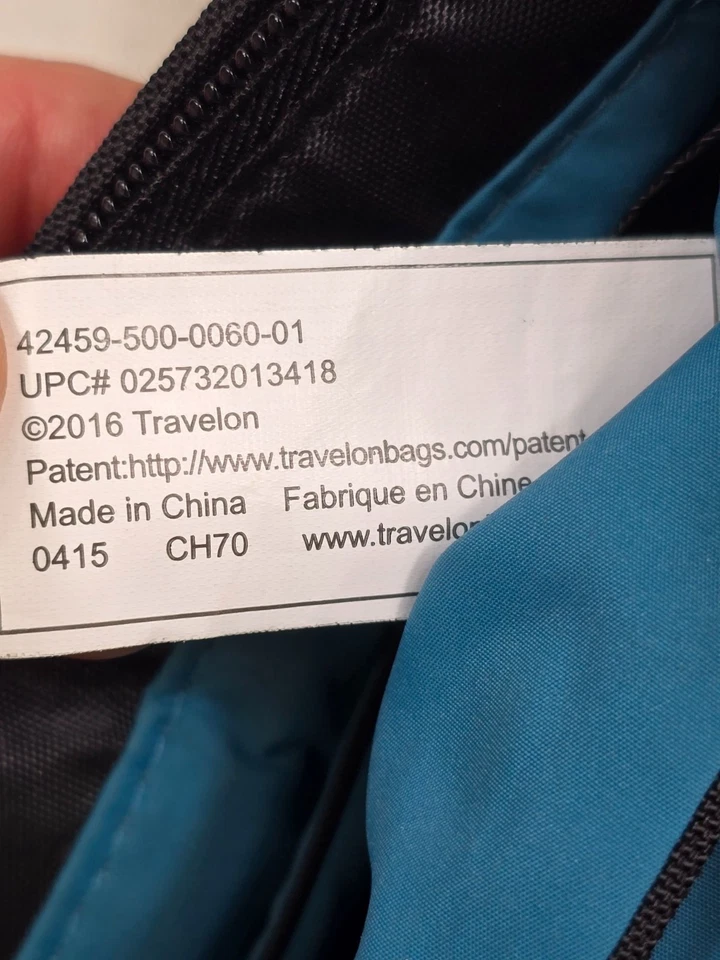 42459-500-0060-01
UPC# 025732013418
©2016 Travelon
Patent:http://www.travelonbags.com/patent
Made in China Fabrique en Chine
0415 CH70 www.travelon